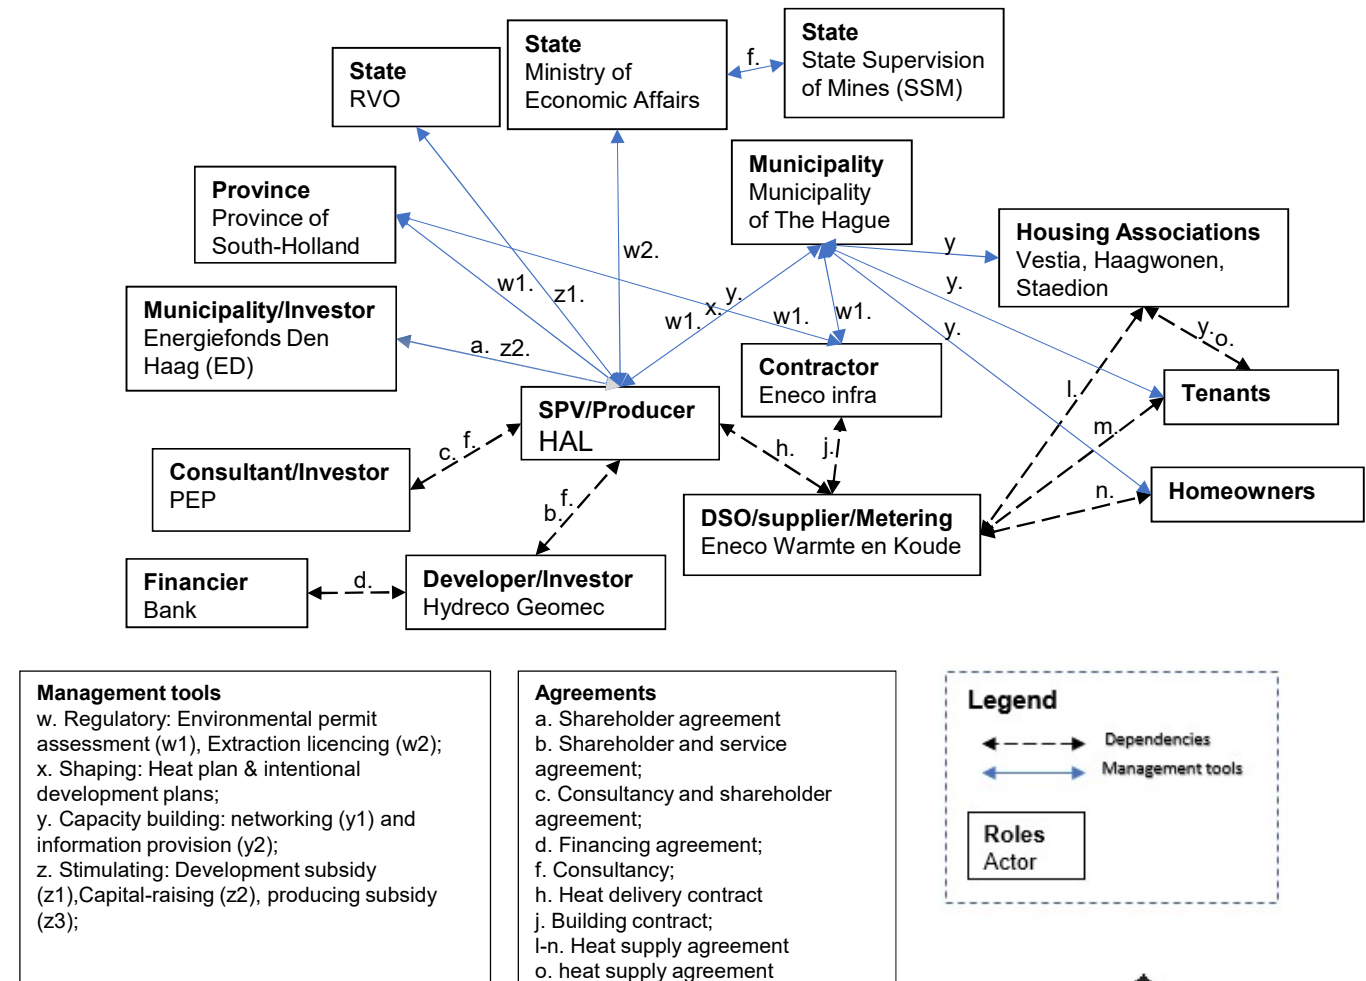 State
Ministry of
Economic Affairs
f.
State
State Supervision
of Mines (SSM)
State
RVO
Municipality
Municipality
of The Hague
Province
Province of
South-Holland
Housing Associations
Vestia, Haagwonen,
Staedion
w2.
y
y.
w1.
z1.
y.
x.
w1.
w1.
w1.
y.
y.
o.
Municipality/Investor
Energiefonds Den
Haag (ED)
a. z2.
Contractor
Eneco infra
l.
Tenants
SPV/Producer
HAL
m.
f.
c.
h.
j.
Consultant/Investor
PEP
n.
Homeowners
f.
b.
DSO/supplier/Metering
Eneco Warmte en Koude
Financier
Bank
d.
Developer/Investor
Hydreco Geomec
Management tools
w. Regulatory: Environmental permit
assessment (w1), Extraction licencing (w2);
x. Shaping: Heat plan & intentional
development plans;
y. Capacity building: networking (y1) and
information provision (y2);
z. Stimulating: Development subsidy
(z1),Capital-raising (z2), producing subsidy
(z3);
Agreements
a. Shareholder agreement
b. Shareholder and service
agreement;
c. Consultancy and shareholder
agreement;
d. Financing agreement;
f. Consultancy;
h. Heat delivery contract
j. Building contract;
l-n. Heat supply agreement
o. heat supply agreement
Legend
Dependencies
Management tools
Roles
Actor